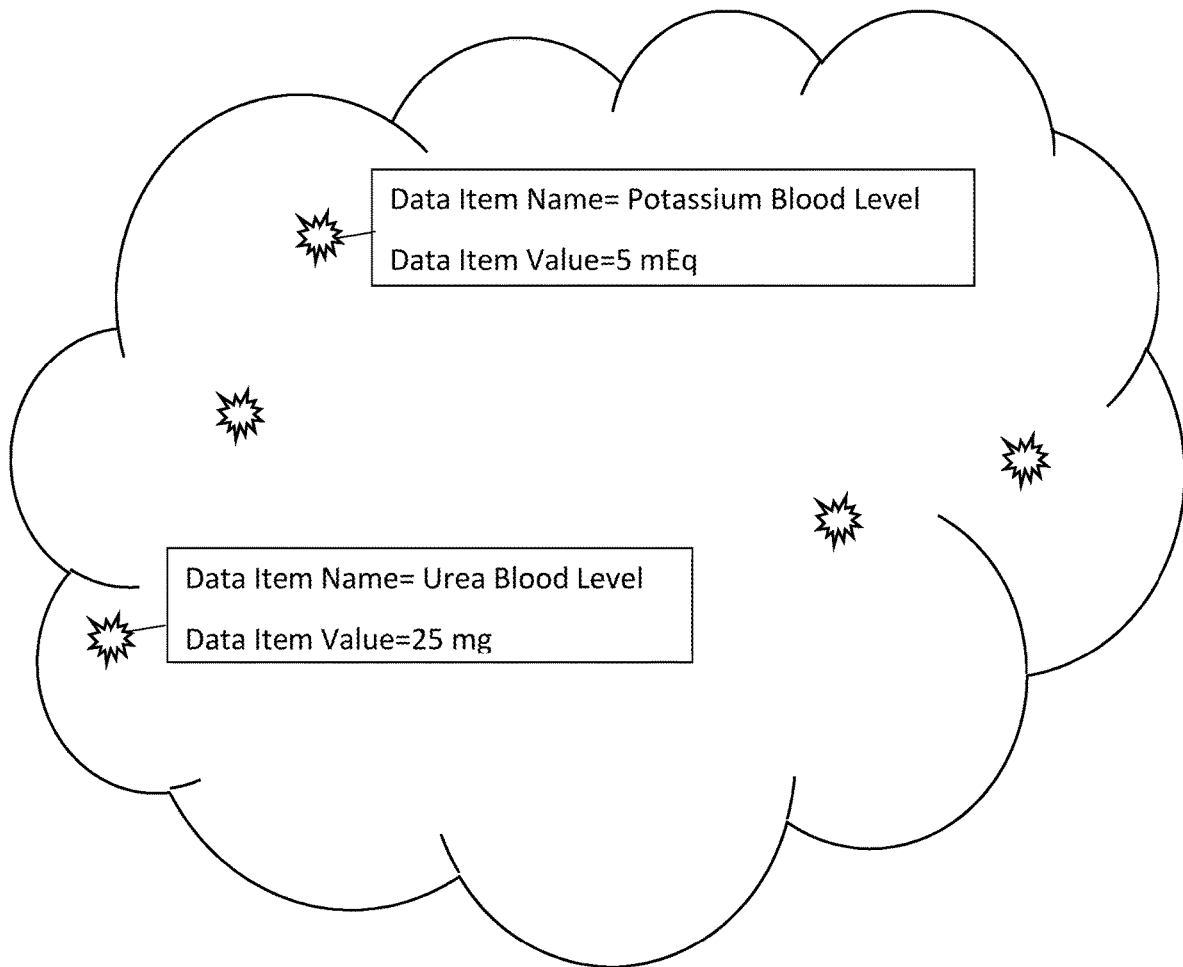 Data Item Name= Potassium Blood Level
Data Item Value=5 mEq
Data Item Name= Urea Blood Level
Data Item Value=25 mg